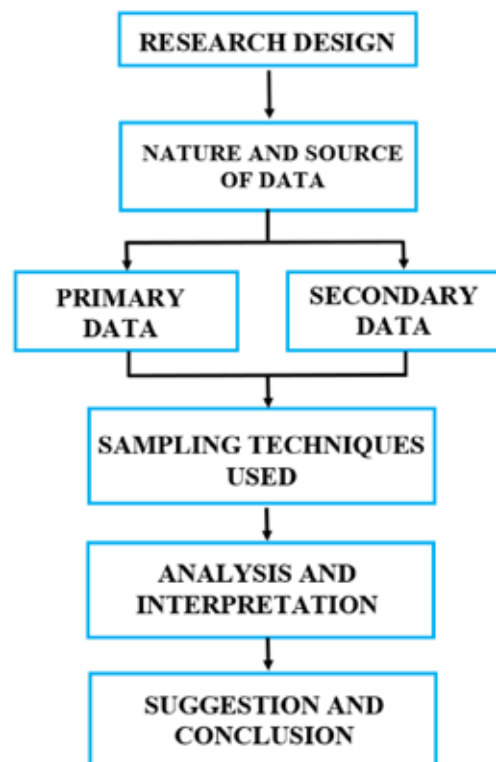 RESEARCH DESIGN
NATURE AND SOURCE
OF DATA
PRIMARY
DATA
SECONDARY
DATA
SAMPLING TECHNIQUES
USED
ANALYSIS AND
INTERPRETATION
SUGGESTION AND
CONCLUSION